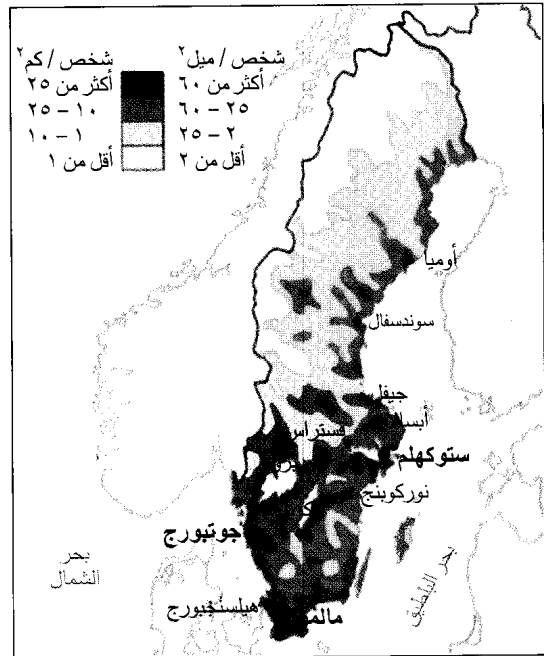 شخص / كم٢ شخص / ميل٢
أكثر من ٢٥ أكثر من ٦٠
١٠ – ٢٥ ٢٥ – ٦٠
١ – ١٠ ٢ – ٢٥
أقل من ١ أقل من ٢
أوميا
سوندسفال
جيفل
أبسالا
فستراس
ستوكهلم
نوركوبنج
جوتبورج
بحر
الشمال
بحر البلطيق
هيلسنجبورج
مالمو